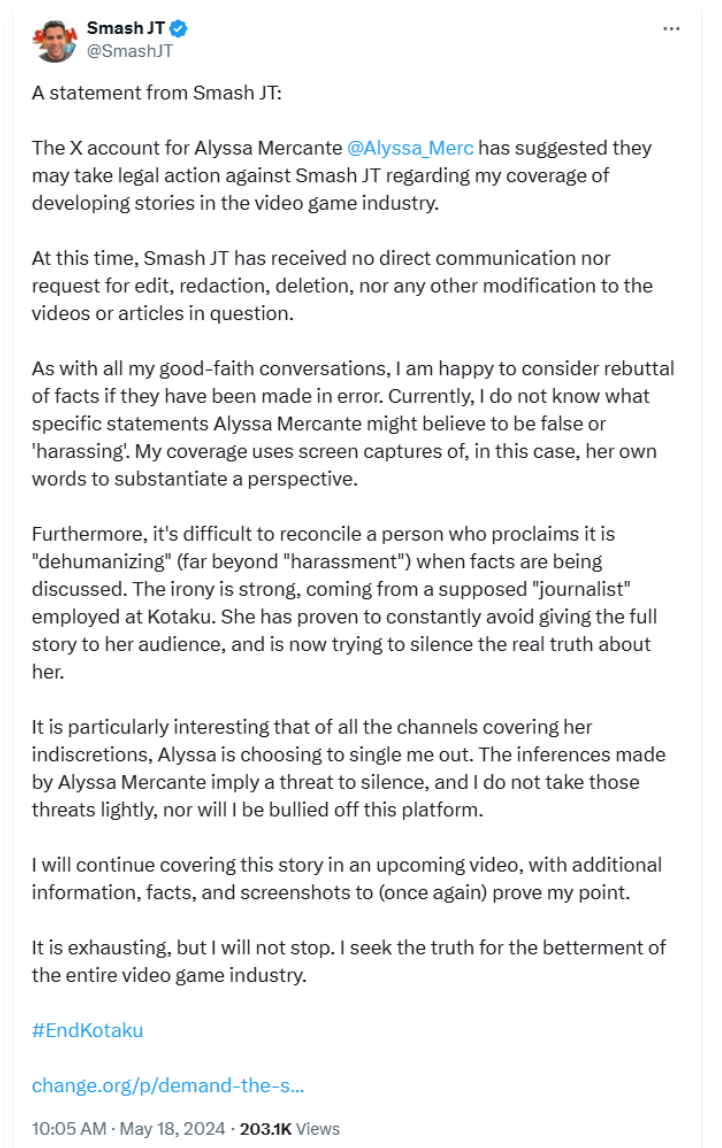 Smash JT
@SmashJT
A statement from Smash JT:
The X account for Alyssa Mercante @Alyssa_Merc has suggested they
may take legal action against Smash JT regarding my coverage of
developing stories in the video game industry.
At this time, Smash JT has received no direct communication nor
request for edit, redaction, deletion, nor any other modification to the
videos or articles in question.
As with all my good-faith conversations, I am happy to consider rebuttal
of facts if they have been made in error. Currently, I do not know what
specific statements Alyssa Mercante might believe to be false or
'harassing'. My coverage uses screen captures of, in this case, her own
words to substantiate a perspective.
Furthermore, it's difficult to reconcile a person who proclaims it is
"dehumanizing" (far beyond "harassment") when facts are being
discussed. The irony is strong, coming from a supposed "journalist"
employed at Kotaku. She has proven to constantly avoid giving the full
story to her audience, and is now trying to silence the real truth about
her.
It is particularly interesting that of all the channels covering her
indiscretions, Alyssa is choosing to single me out. The inferences made
by Alyssa Mercante imply a threat to silence, and I do not take those
threats lightly, nor will I be bullied off this platform.
I will continue covering this story in an upcoming video, with additional
information, facts, and screenshots to (once again) prove my point.
It is exhausting, but I will not stop. I seek the truth for the betterment of
the entire video game industry.
#EndKotaku
change.org/p/demand-the-s...
10:05 AM · May 18, 2024 · 203.1K Views